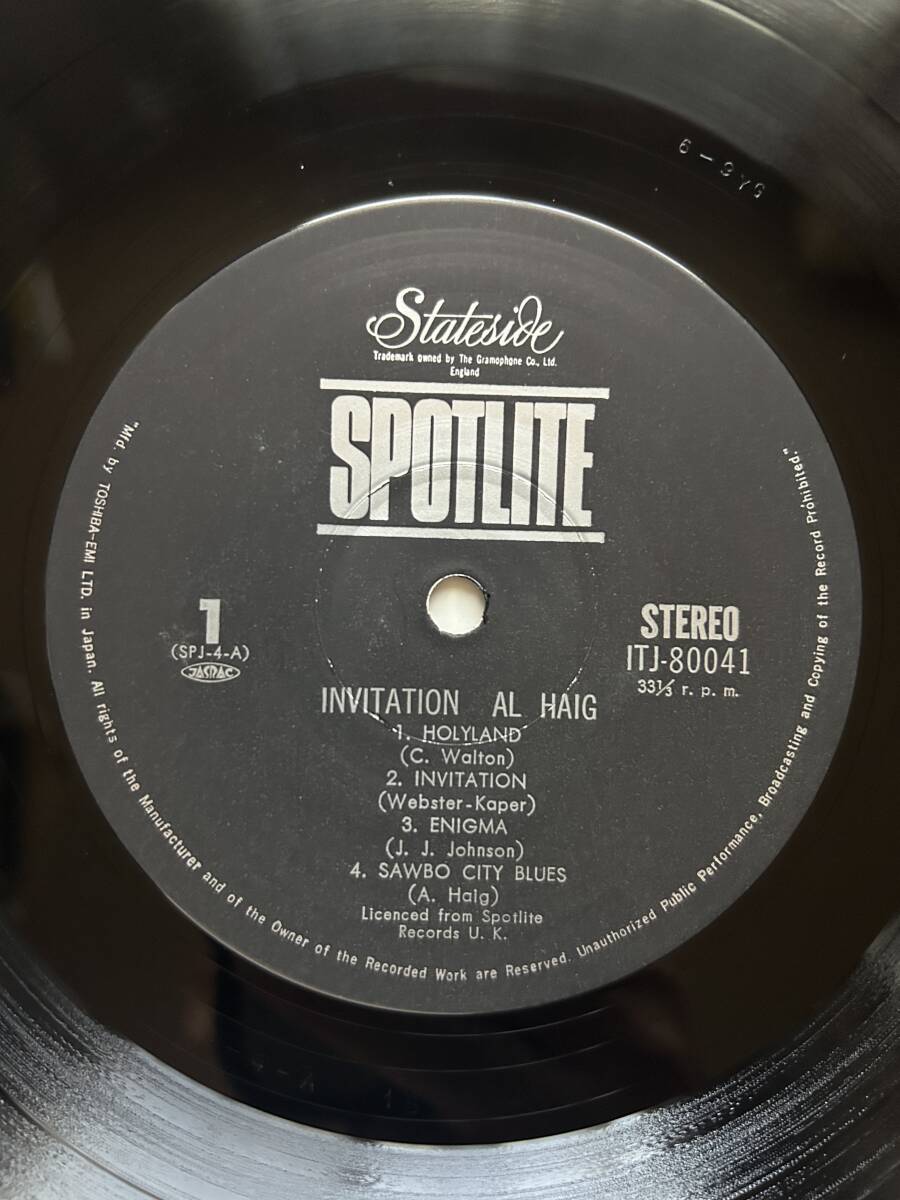 Stateside
Trademark owned by The Gramophone Co., Ltd.
England
SPOTLITE
1
(SPJ-4-A)
JASRAC
STEREO
ITJ-80041
33⅓ r. p. m.
INVITATION AL HAIG
1. HOLYLAND
(C. Walton)
2. INVITATION
(Webster-Kaper)
3. ENIGMA
(J. J. Johnson)
4. SAWBO CITY BLUES
(A. Haig)
Licenced from Spotlite
Records U. K.
"Mfd. by TOSHIBA-EMI LTD. in Japan. All rights of the Manufacturer and of the Owner of the Recorded Work are Reserved. Unauthorized Public Performance, Broadcasting and Copying of the Record Prohibited."